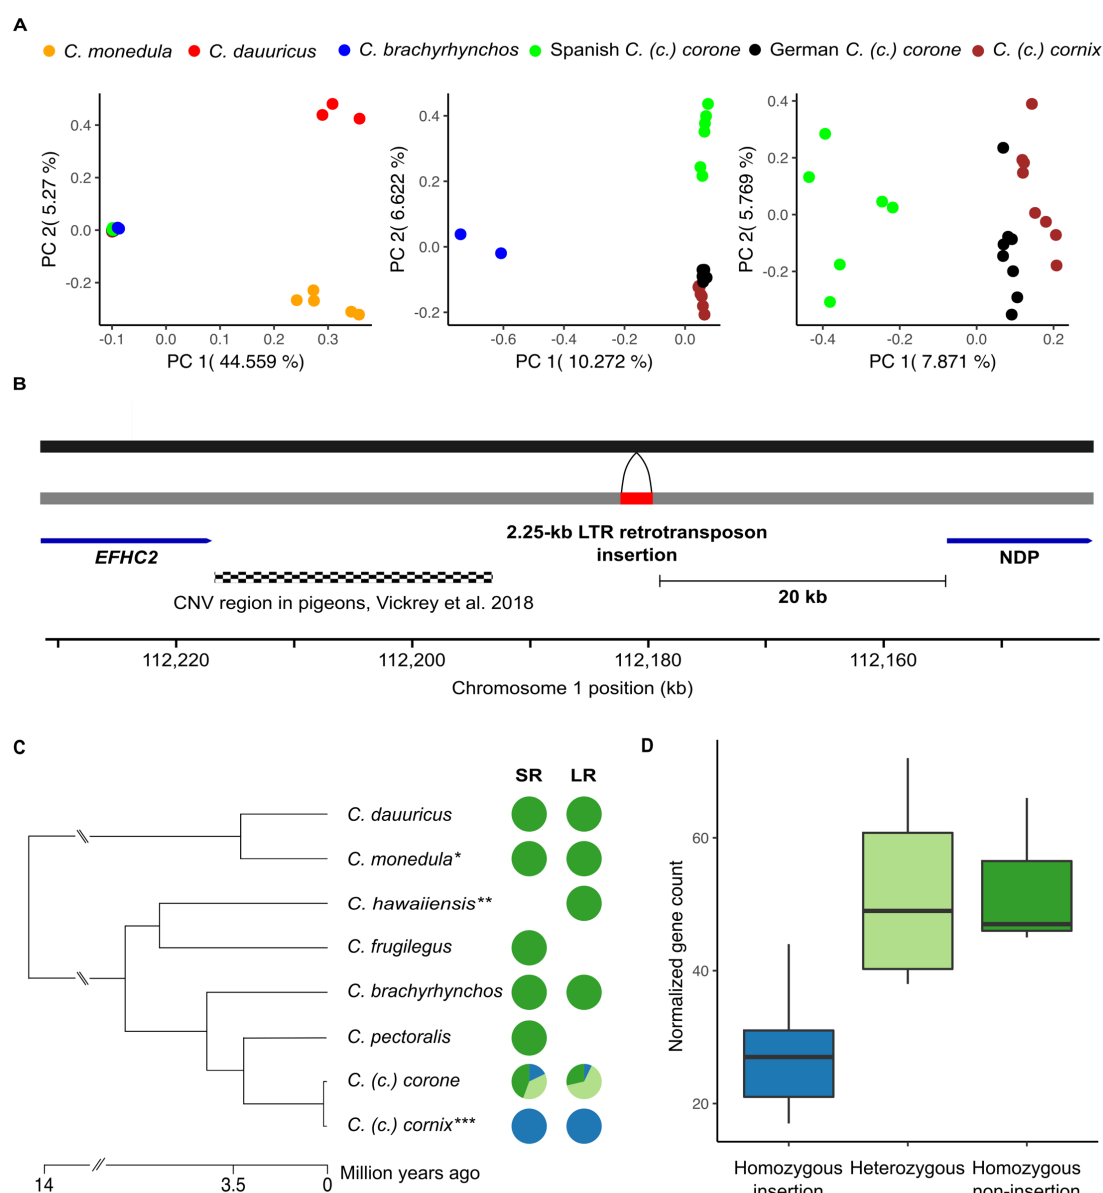 A
C. monedula
C. dauuricus
C. brachyrhynchos
Spanish C. (c.) corone
German C. (c.) corone
C. (c.) cornix
PC 2( 5.27 %)
0.4
0.2
0.0
-0.2
-0.1 0.0 0.1 0.2 0.3
PC 1( 44.559 %)
PC 2( 6.622 %)
0.4
0.2
0.0
-0.2
-0.6 -0.4 -0.2 0.0
PC 1( 10.272 %)
PC 2( 5.769 %)
0.4
0.2
0.0
-0.2
-0.4 -0.2 0.0 0.2
PC 1( 7.871 %)
B
2.25-kb LTR retrotransposon
insertion
EFHC2
NDP
CNV region in pigeons, Vickrey et al. 2018
20 kb
112,220 112,200 112,180 112,160
Chromosome 1 position (kb)
C
SR LR
C. dauuricus
C. monedula*
C. hawaiiensis**
C. frugilegus
C. brachyrhynchos
C. pectoralis
C. (c.) corone
C. (c.) cornix***
14 3.5 0 Million years ago
D
Normalized gene count
60
40
20
Homozygous insertion
Heterozygous
Homozygous non-insertion